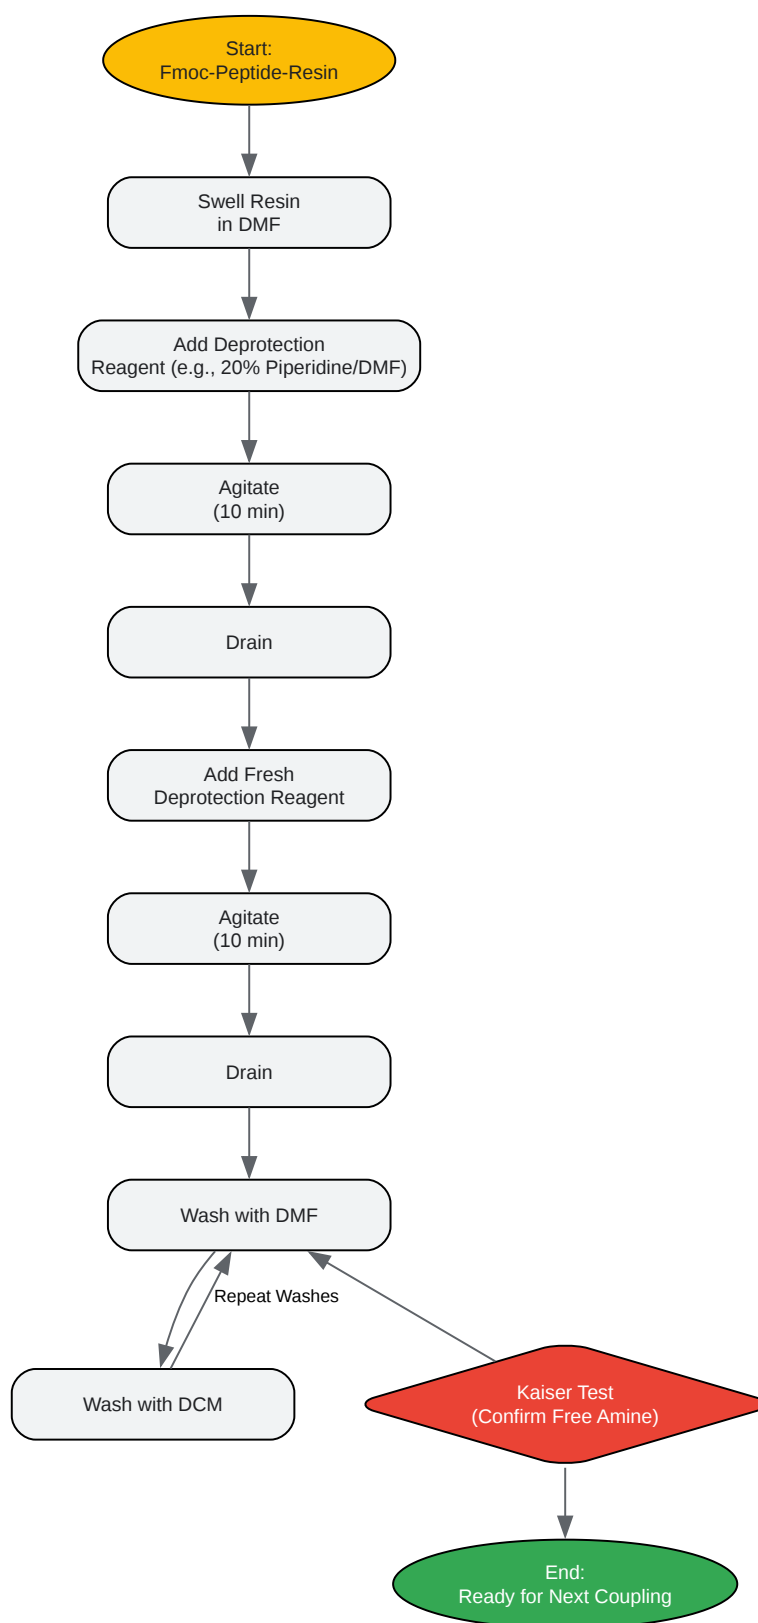 Start:
Fmoc-Peptide-Resin
Swell Resin
in DMF
Add Deprotection
Reagent (e.g., 20% Piperidine/DMF)
Agitate
(10 min)
Drain
Add Fresh
Deprotection Reagent
Agitate
(10 min)
Drain
Wash with DMF
Repeat Washes
Wash with DCM
Kaiser Test
(Confirm Free Amine)
End:
Ready for Next Coupling